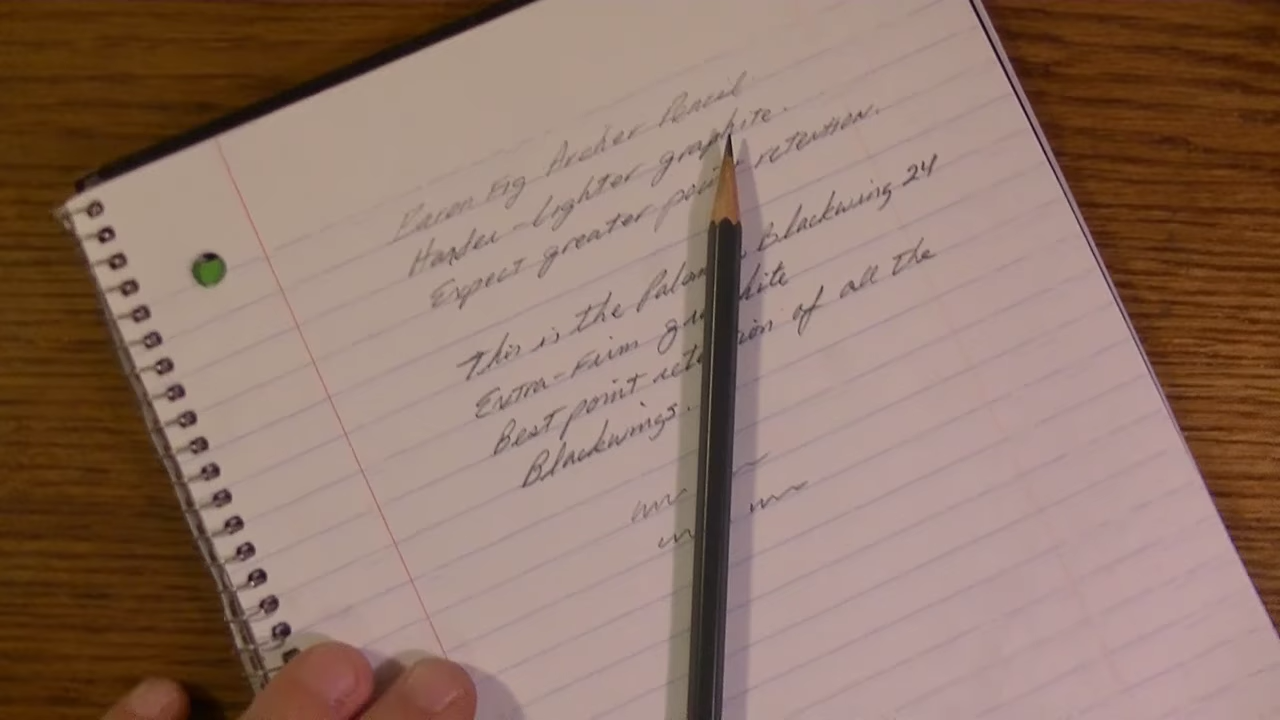 Baron Fig Archer Pencil
Harder-lighter graphite.
Expect greater point retention.
This is the Blackwing 24
Extra-Firm
Best point of all the
Blackwings.